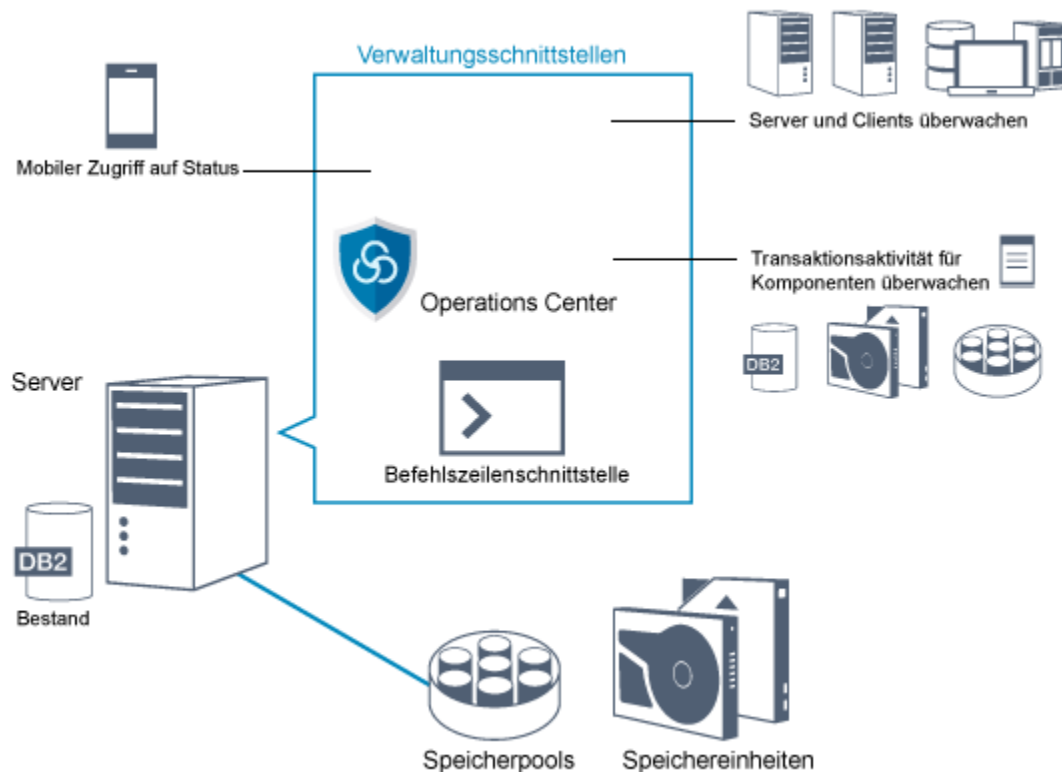 Verwaltungsschnittstellen
Server und Clients überwachen
Mobiler Zugriff auf Status
Transaktionsaktivität für
Komponenten überwachen
Operations Center
DB2
Server
Befehlszeilenschnittstelle
DB2
Bestand
Speicherpools
Speichereinheiten